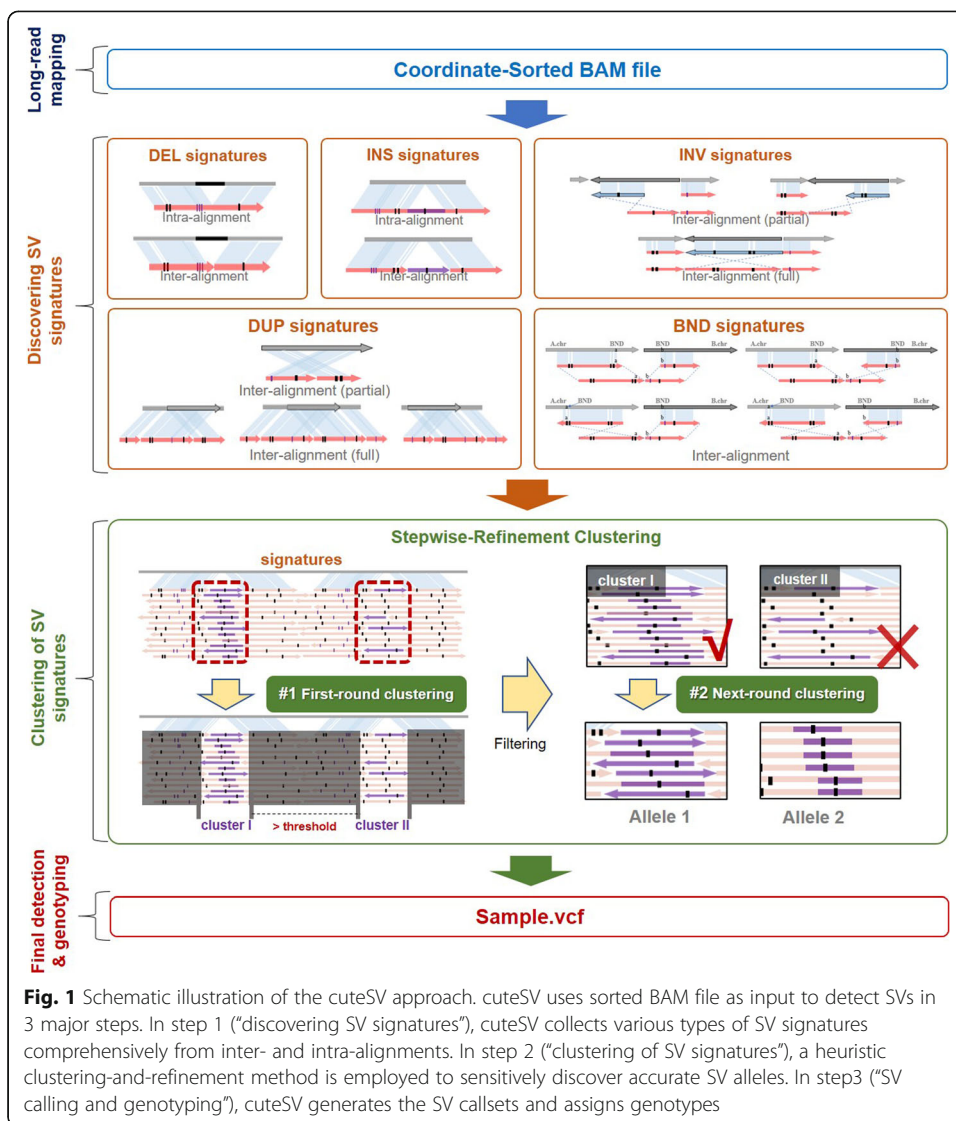 Long-read
mapping
Coordinate-Sorted BAM file
Discovering SV
signatures
DEL signatures
Intra-alignment
Inter-alignment
INS signatures
Intra-alignment
Inter-alignment
INV signatures
Inter-alignment (partial)
Inter-alignment (full)
DUP signatures
Inter-alignment (partial)
Inter-alignment (full)
BND signatures
A.chr BND BND B.chr A.chr BND BND B.chr
a b a b
a b a b
A.chr BND BND B.chr A.chr BND BND B.chr
a b a b
a b a b
Inter-alignment
Clustering of SV
signatures
Stepwise-Refinement Clustering
signatures
#1 First-round clustering
cluster I > threshold cluster II
Filtering
cluster I
cluster II
√
#2 Next-round clustering
Allele 1
Allele 2
Final detection
& genotyping
Sample.vcf
Fig. 1 Schematic illustration of the cuteSV approach. cuteSV uses sorted BAM file as input to detect SVs in
3 major steps. In step 1 (“discovering SV signatures”), cuteSV collects various types of SV signatures
comprehensively from inter- and intra-alignments. In step 2 (“clustering of SV signatures”), a heuristic
clustering-and-refinement method is employed to sensitively discover accurate SV alleles. In step3 (“SV
calling and genotyping”), cuteSV generates the SV callsets and assigns genotypes